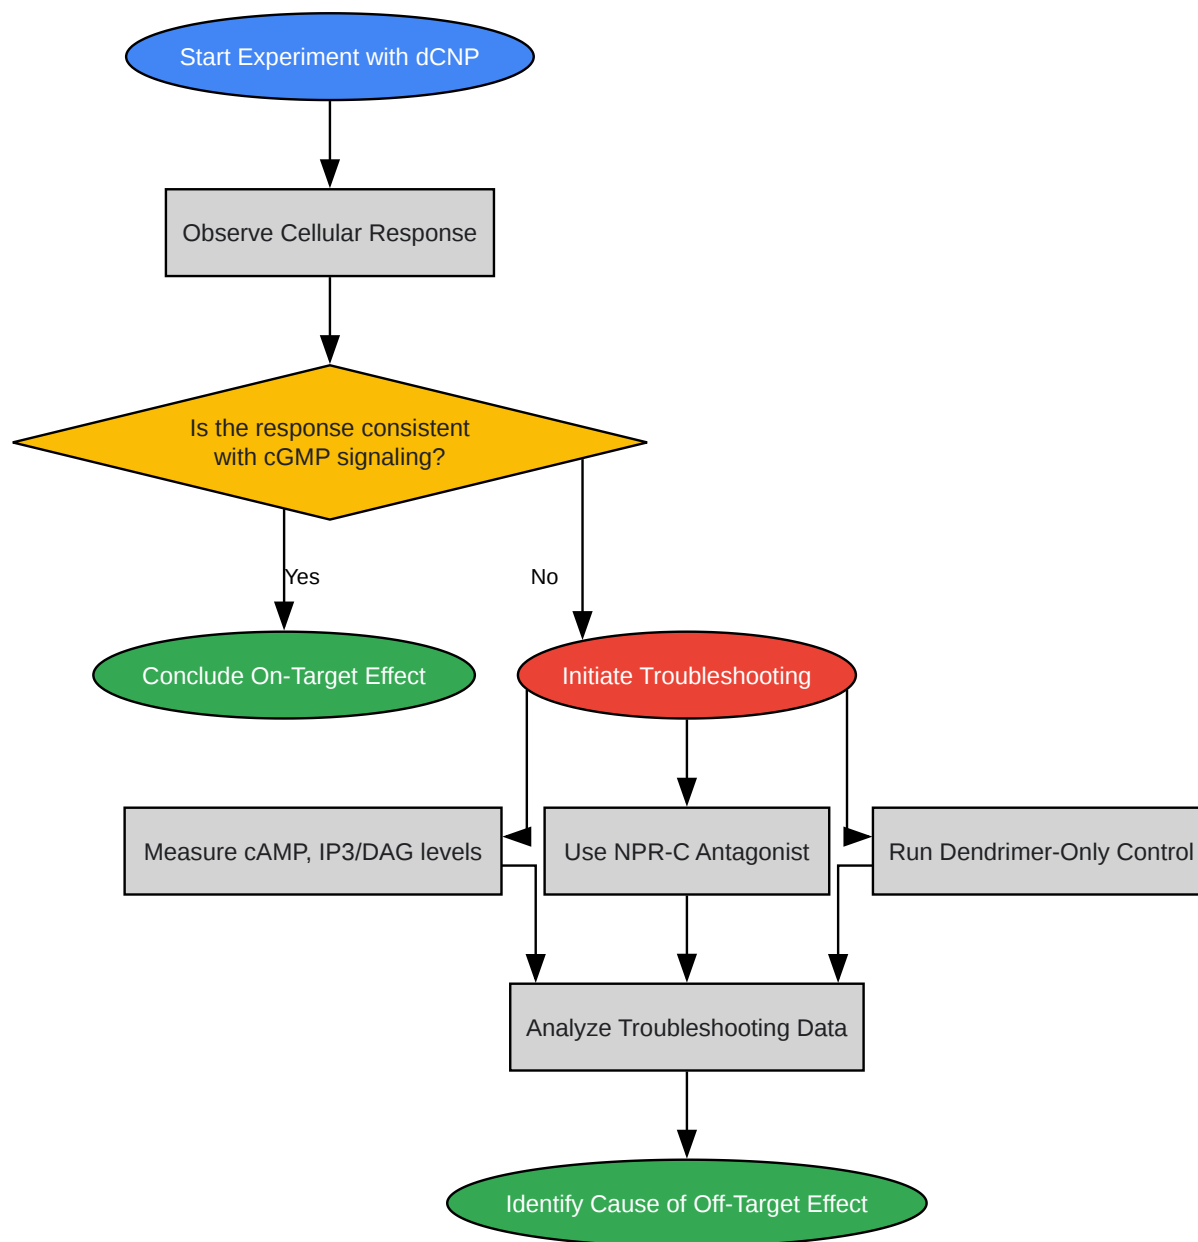 Start Experiment with dCNP
Observe Cellular Response
Is the response consistent
with cGMP signaling?
Yes
No
Conclude On-Target Effect
Initiate Troubleshooting
Measure cAMP, IP3/DAG levels
Use NPR-C Antagonist
Run Dendrimer-Only Control
Analyze Troubleshooting Data
Identify Cause of Off-Target Effect